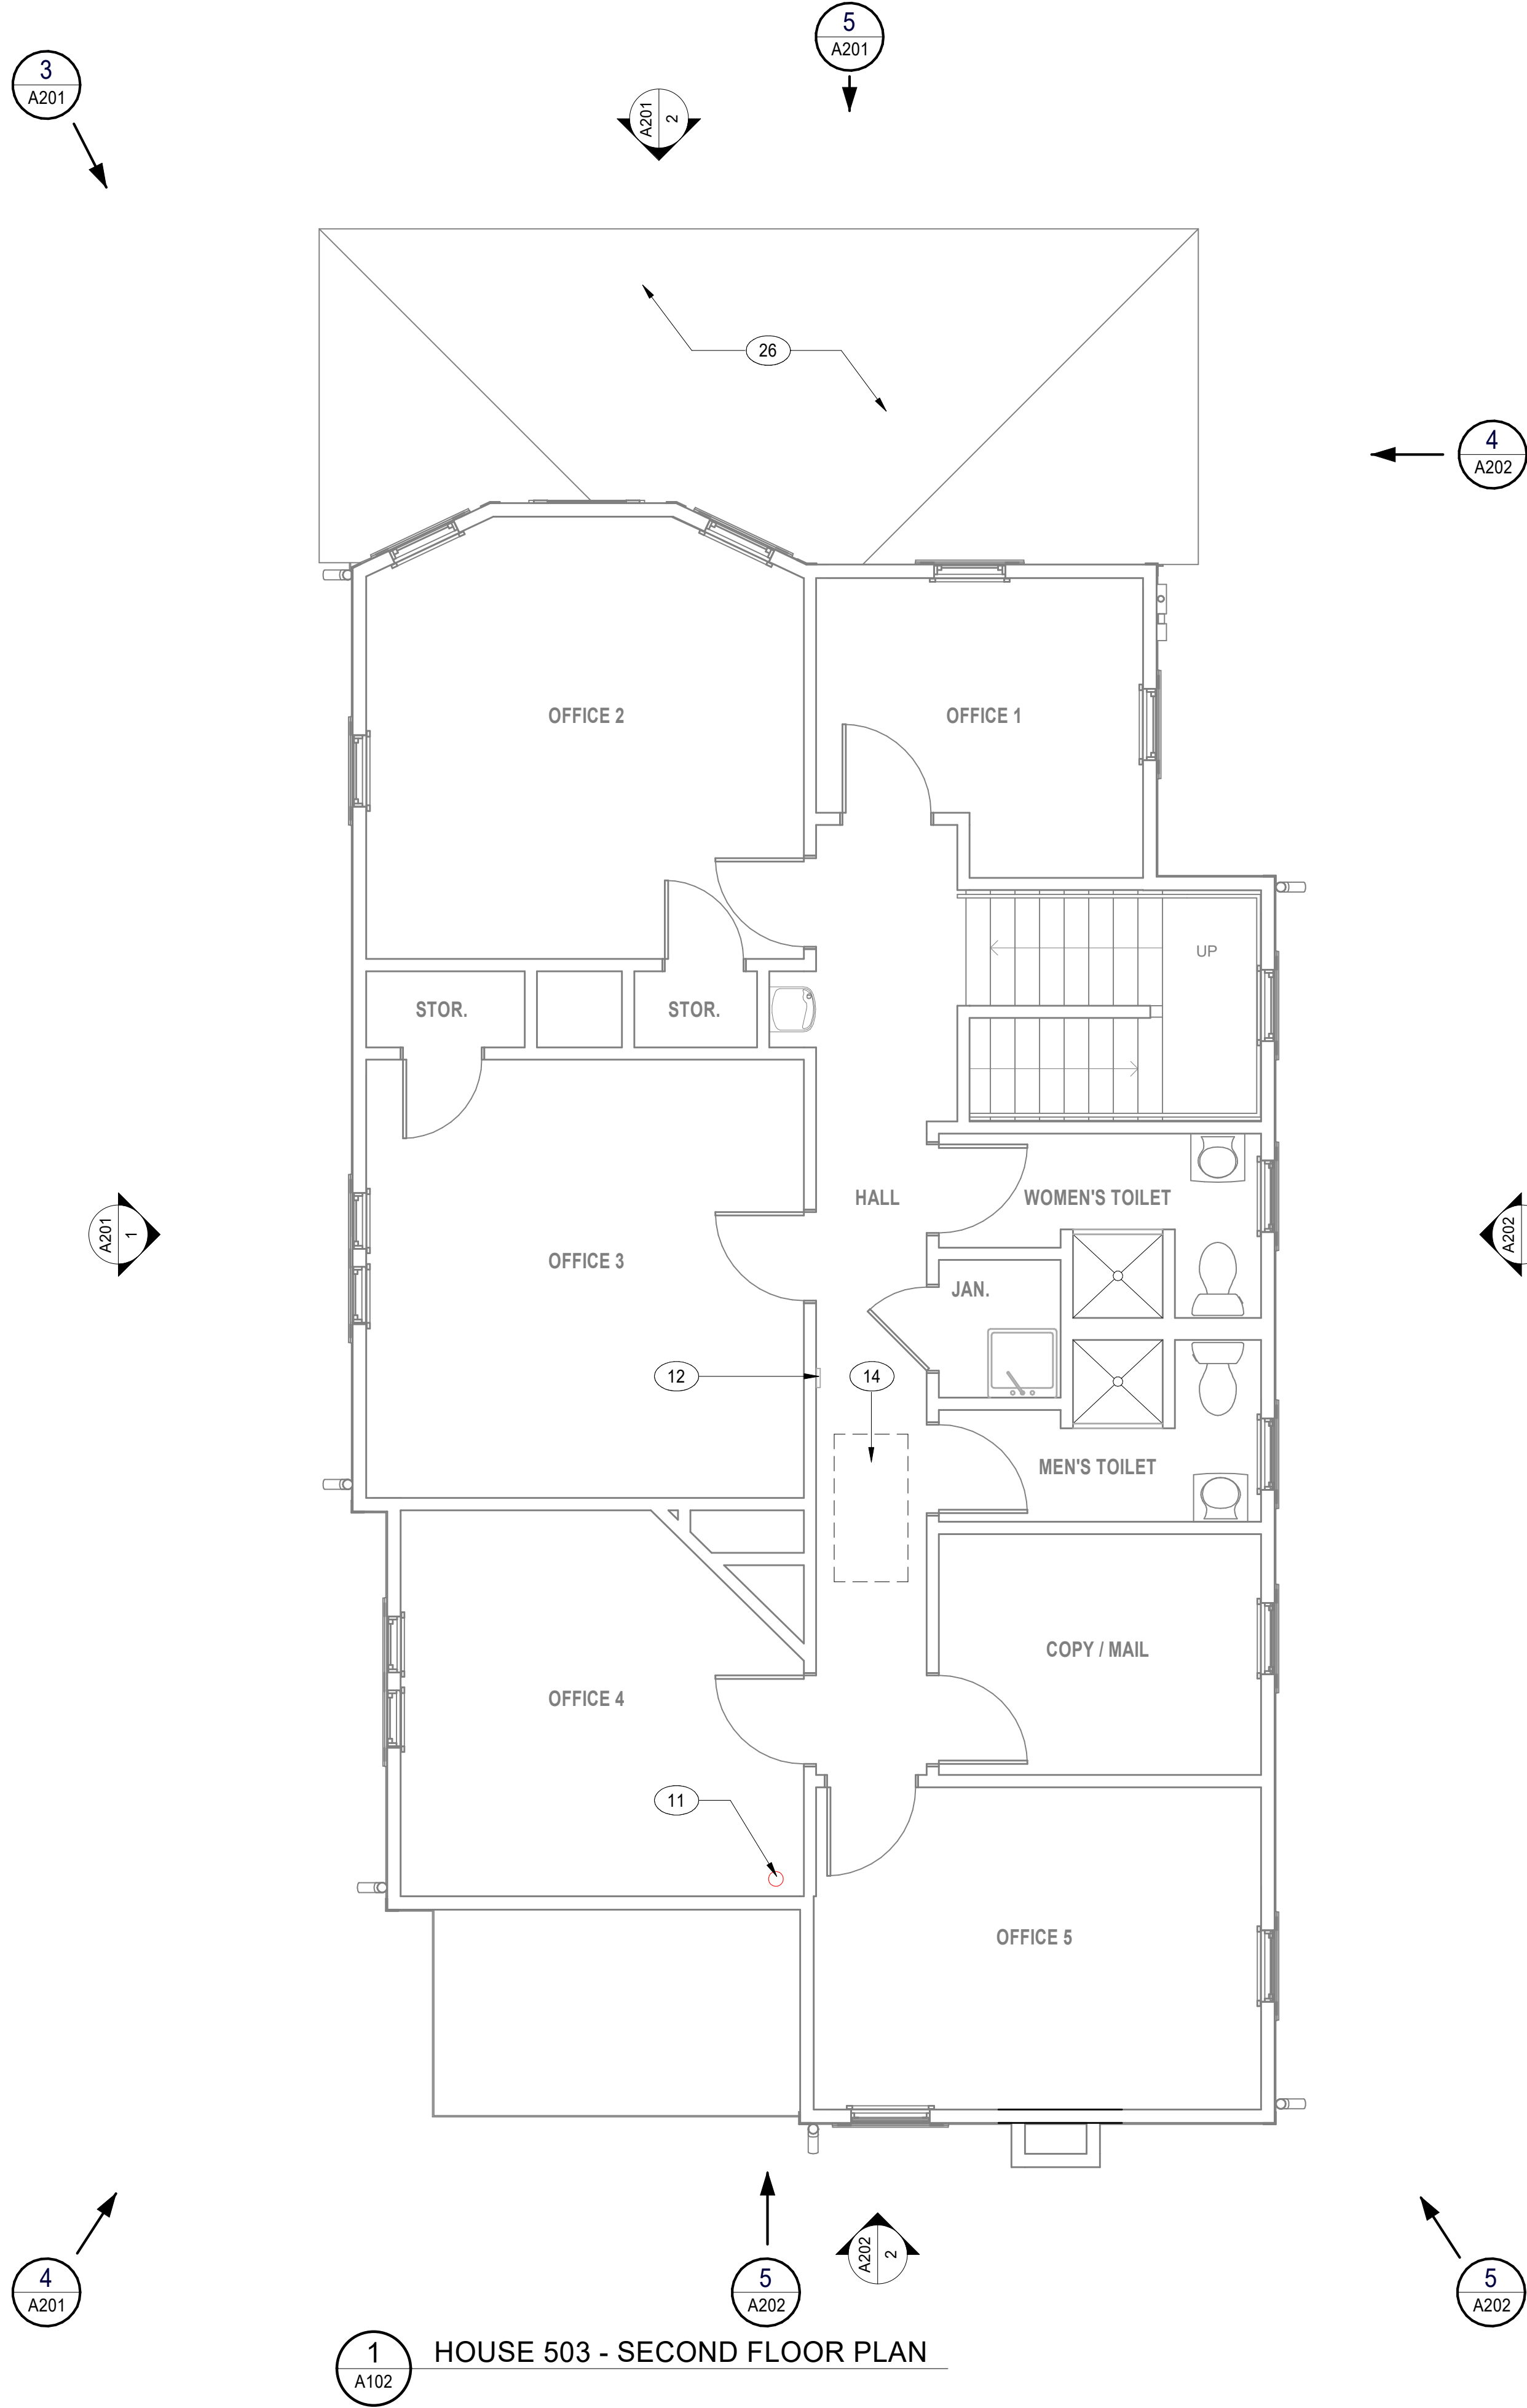 5
A201
3
A201
A201
2
26
4
A202
OFFICE 2
OFFICE 1
UP
STOR.
STOR.
HALL
WOMEN'S TOILET
A201
1
A202
OFFICE 3
JAN.
12
14
MEN'S TOILET
COPY / MAIL
OFFICE 4
11
OFFICE 5
A202
2
4
A201
5
A202
5
A202
1
A102
HOUSE 503 - SECOND FLOOR PLAN